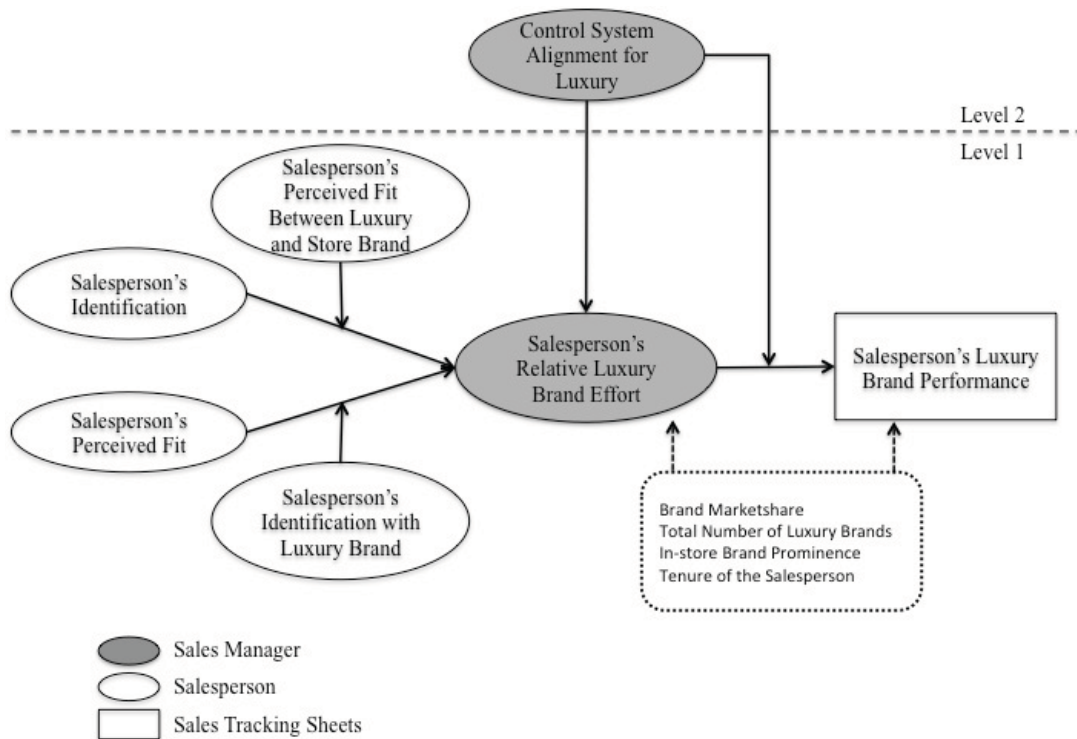 Control System
Alignment for
Luxury
Level 2
Level 1
Salesperson's
Perceived Fit
Between Luxury
and Store Brand
Salesperson's
Identification
Salesperson's
Relative Luxury
Brand Effort
Salesperson's Luxury
Brand Performance
Salesperson's
Perceived Fit
Salesperson's
Identification with
Luxury Brand
Brand Marketshare
Total Number of Luxury Brands
In-store Brand Prominence
Tenure of the Salesperson
Sales Manager
Salesperson
Sales Tracking Sheets